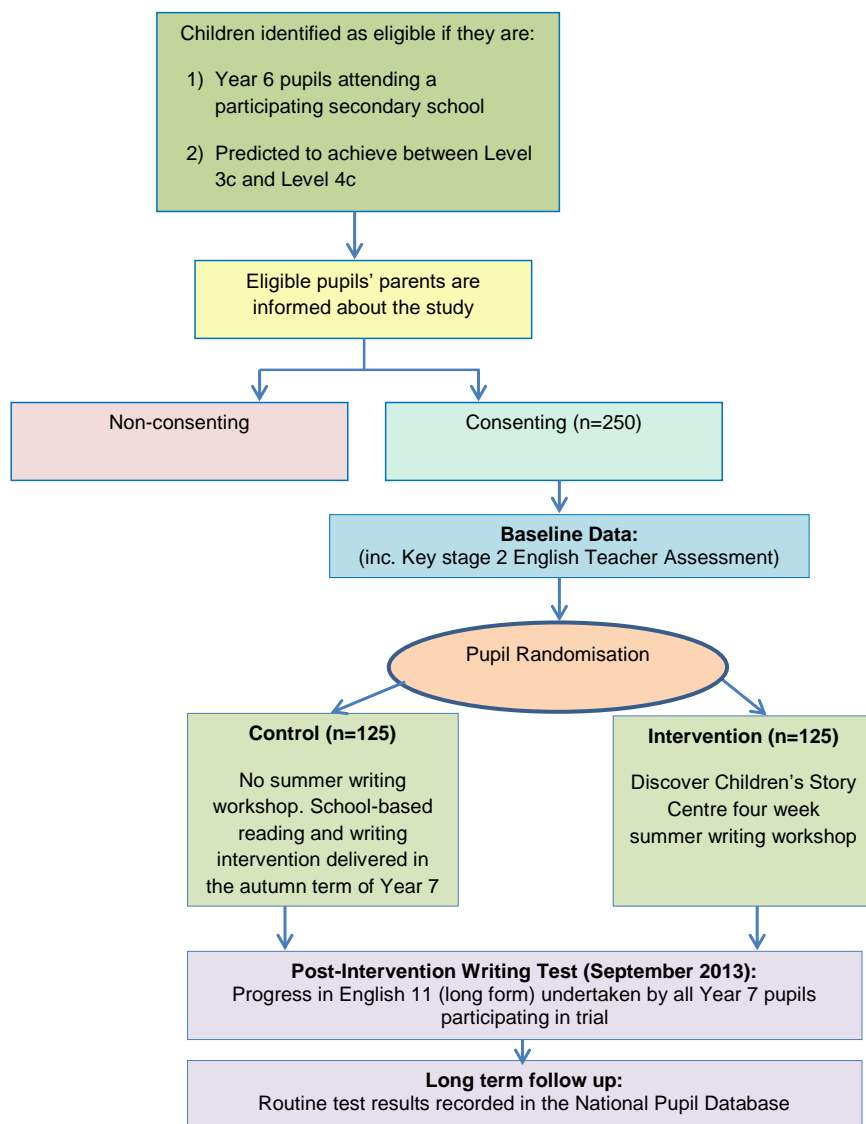 Children identified as eligible if they are:
1) Year 6 pupils attending a
participating secondary school
2) Predicted to achieve between Level
3c and Level 4c
Eligible pupils’ parents are
informed about the study
Non-consenting
Consenting (n=250)
Baseline Data:
(inc. Key stage 2 English Teacher Assessment)
Pupil Randomisation
Control (n=125)
No summer writing
workshop. School-based
reading and writing
intervention delivered in
the autumn term of Year 7
Intervention (n=125)
Discover Children’s Story
Centre four week
summer writing workshop
Post-Intervention Writing Test (September 2013):
Progress in English 11 (long form) undertaken by all Year 7 pupils
participating in trial
Long term follow up:
Routine test results recorded in the National Pupil Database